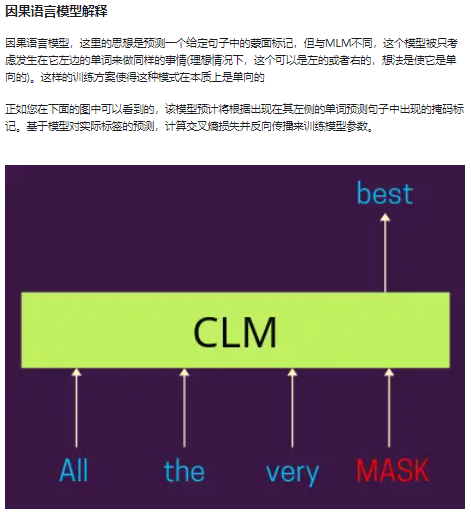 因果语言模型解释
因果语言模型，这里的思想是预测一个给定句子中的蒙面标记，但与MLM不同，这个模型被只考
虑发生在它左边的单词来做同样的事情(理想情况下，这个可以是左的或者右的，想法是使它是单
向的)。这样的训练方案使得这种模式在本质上是单向的
正如您在下面的图中可以看到的，该模型预计将根据出现在其左侧的单词预测句子中出现的掩码标
记。基于模型对实际标签的预测，计算交叉熵损失并反向传播来训练模型参数。
best
CLM
All the very MASK